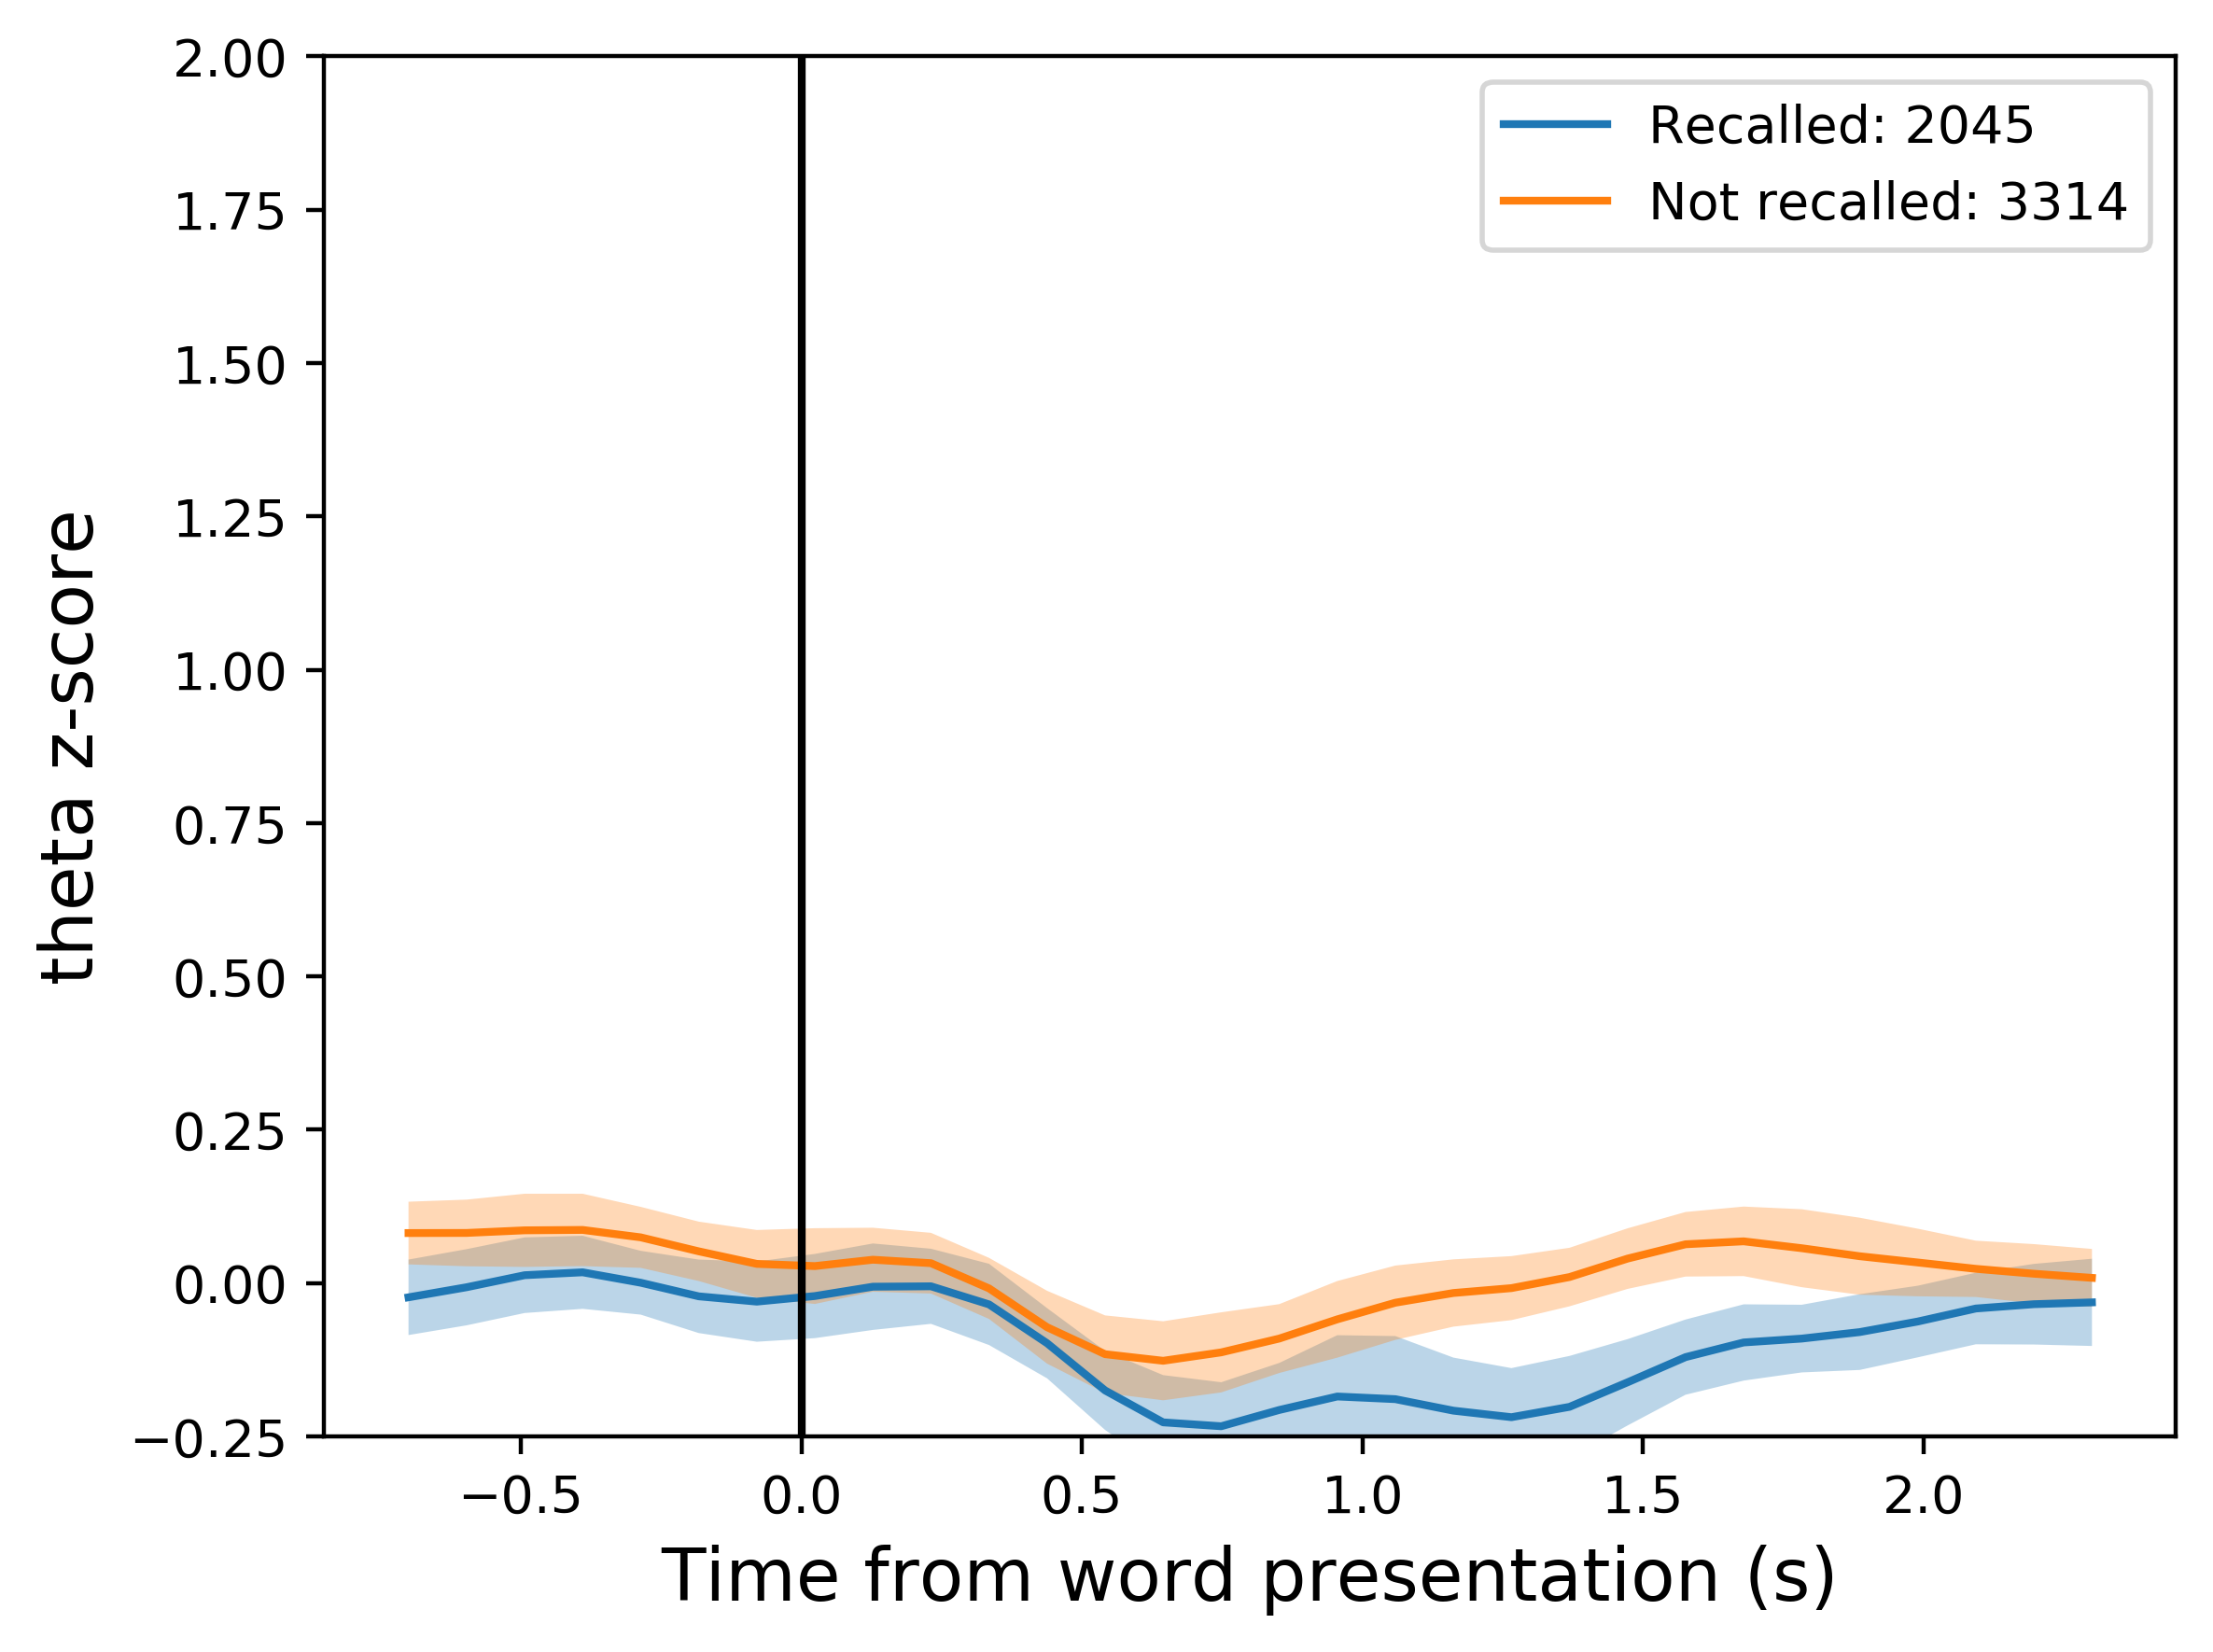 2.00
1.75
1.50
1.25
1.00
0.75
0.50
0.25
0.00
−0.25
theta z-score
Recalled: 2045
Not recalled: 3314
−0.5 0.0 0.5 1.0 1.5 2.0
Time from word presentation (s)